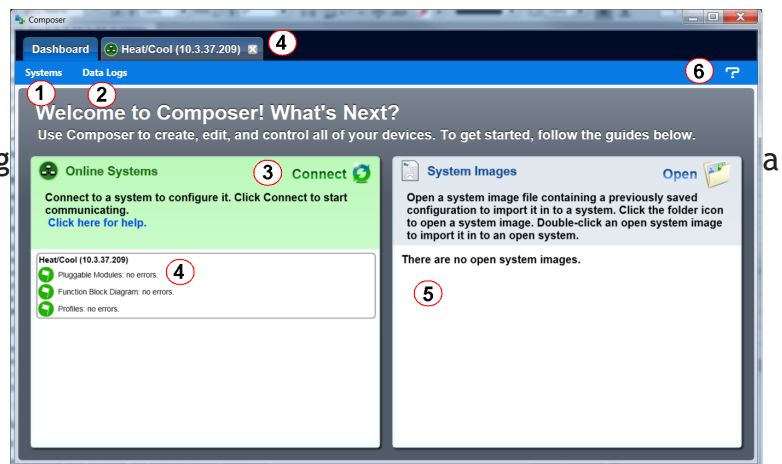 Composer
Dashboard Heat/Cool (10.3.37.209) 4
Systems Data Logs 6 ?
1 2
Welcome to Composer! What's Next?
Use Composer to create, edit, and control all of your devices. To get started, follow the guides below.
g
a
Online Systems 3 Connect
Connect to a system to configure it. Click Connect to start
communicating.
Click here for help.
Heat/Cool (10.3.37.209)
Pluggable Modules: no errors. 4
Function Block Diagram: no errors.
Profiles: no errors.
System Images Open
Open a system image file containing a previously saved
configuration to import it in to a system. Click the folder icon
to open a system image. Double-click an open system image
to import it in to an open system.
There are no open system images.
5